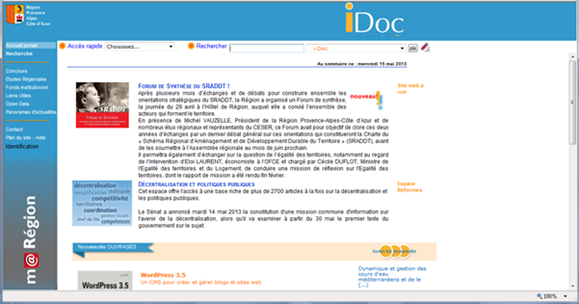 Région
Provence
Alpes
Côte d'Azur
iDoc
Accueil portail
Recherche
Accès rapide
Choisissez...
Rechercher
i-Doc
ok
Au sommaire ce : mercredi 15 mai 2013
Concours
Etudes Régionales
Fonds Institutionnel
Liens Utiles
Open Data
Panoramas d'actualités
Contact
Plan du site - Aide
Identification
m@Région
FORUM DE SYNTHÈSE DU SRADDT !
Après plusieurs mois d'échanges et de débats pour construire ensemble les
orientations stratégiques du SRADDT, la Région a organisé un Forum de synthèse,
la journée du 29 avril à l'Hôtel de Région, auquel elle a convié l'ensemble des
acteurs qui forment le territoire.
En présence de Michel VAUZELLE, Président de la Région Provence-Alpes-Côte d'Azur et de
nombreux élus régionaux et représentants du CESER, ce Forum avait pour objectif de clore ces deux
années d'échanges par un dernier débat général sur ces orientations qui constitueront la Charte du
« Schéma Régional d'Aménagement et de Développement Durable du Territoire » (SRADDT), avant
de les soumettre à l'Assemblée régionale au mois de juin prochain.
Il permettra également d'échanger sur la question de l'égalité des territoires, notamment au regard
de l'intervention d'Eloi LAURENT, économiste à l'OFCE et chargé par Cécile DUFLOT, Ministre de
l'Egalité des territoires et du Logement, de conduire une mission de réflexion sur l'Egalité des
territoires, dont le rapport de mission a été rendu fin février.
nouveau
Site web à
voir
FORUM DE SYNTHÈSE
décentralisation
compétitivité
territoires
coordination
DÉCENTRALISATION ET POLITIQUES PUBLIQUES
Cet espace offre l'accès à une base riche de plus de 2700 articles à la fois sur la décentralisation et
les politiques publiques.
Le Sénat a annoncé mardi 14 mai 2013 la constitution d'une mission commune d'information sur
l'avenir de la décentralisation, alors qu'il va examiner à partir du 30 mai le premier texte du
gouvernement sur le sujet.
Espace
Réformes
Nouveautés OUVRAGES
toutes les nouveautés
WordPress 3.5
WordPress 3.5
Un CMS pour créer et gérer blogs et sites web
Dynamique et gestion des
cours d'eau
méditerranéens et de le
(...)
100%